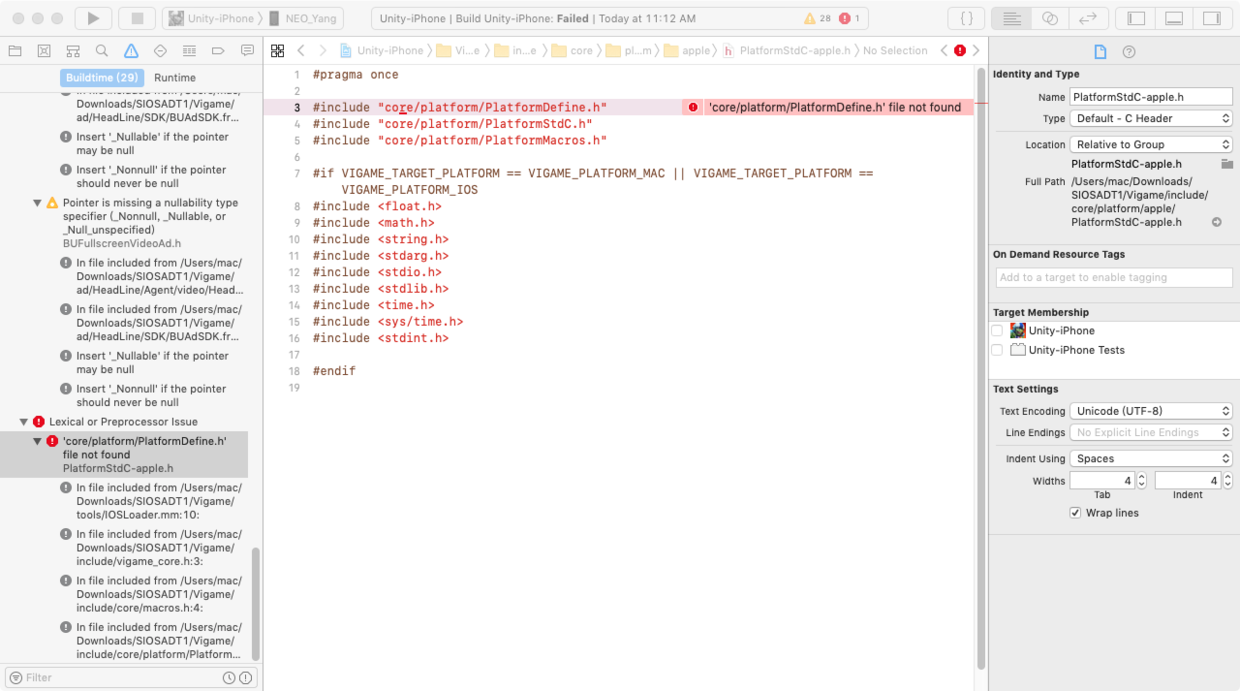 Unity-iPhone
NEO_Yang
Unity-iPhone | Build Unity-iPhone: Failed | Today at 11:12 AM
28
1
{ }
Unity-iPhone
Vi...e
in...e
core
pl...m
apple
PlatformStdC-apple.h
No Selection
Buildtime (29)
Runtime
Downloads/SIOSADT1/Vigame/
ad/HeadLine/SDK/BUAdSDK.fr...
Insert '_Nullable' if the pointer
may be null
Insert '_Nonnull' if the pointer
should never be null
Pointer is missing a nullability type
specifier (_Nonnull, _Nullable, or
_Null_unspecified)
BUFullscreenVideoAd.h
In file included from /Users/mac/
Downloads/SIOSADT1/Vigame/
ad/HeadLine/Agent/video/Head...
In file included from /Users/mac/
Downloads/SIOSADT1/Vigame/
ad/HeadLine/SDK/BUAdSDK.fr...
Insert '_Nullable' if the pointer
may be null
Insert '_Nonnull' if the pointer
should never be null
Lexical or Preprocessor Issue
'core/platform/PlatformDefine.h'
file not found
PlatformStdC-apple.h
In file included from /Users/mac/
Downloads/SIOSADT1/Vigame/
tools/IOSLoader.mm:10:
In file included from /Users/mac/
Downloads/SIOSADT1/Vigame/
include/vigame_core.h:3:
In file included from /Users/mac/
Downloads/SIOSADT1/Vigame/
include/core/macros.h:4:
In file included from /Users/mac/
Downloads/SIOSADT1/Vigame/
include/core/platform/Platform...
Filter
1 #pragma once
2
3 #include "core/platform/PlatformDefine.h"
'core/platform/PlatformDefine.h' file not found
4 #include "core/platform/PlatformStdC.h"
5 #include "core/platform/PlatformMacros.h"
6
7 #if VIGAME_TARGET_PLATFORM == VIGAME_PLATFORM_MAC || VIGAME_TARGET_PLATFORM ==
VIGAME_PLATFORM_IOS
8 #include <float.h>
9 #include <math.h>
10 #include <string.h>
11 #include <stdarg.h>
12 #include <stdio.h>
13 #include <stdlib.h>
14 #include <time.h>
15 #include <sys/time.h>
16 #include <stdint.h>
17
18 #endif
19
Identity and Type
Name PlatformStdC-apple.h
Type Default - C Header
Location Relative to Group
PlatformStdC-apple.h
Full Path /Users/mac/Downloads/
SIOSADT1/Vigame/include/
core/platform/apple/
PlatformStdC-apple.h
On Demand Resource Tags
Add to a target to enable tagging
Target Membership
Unity-iPhone
Unity-iPhone Tests
Text Settings
Text Encoding Unicode (UTF-8)
Line Endings No Explicit Line Endings
Indent Using Spaces
Widths 4 4
Tab Indent
Wrap lines